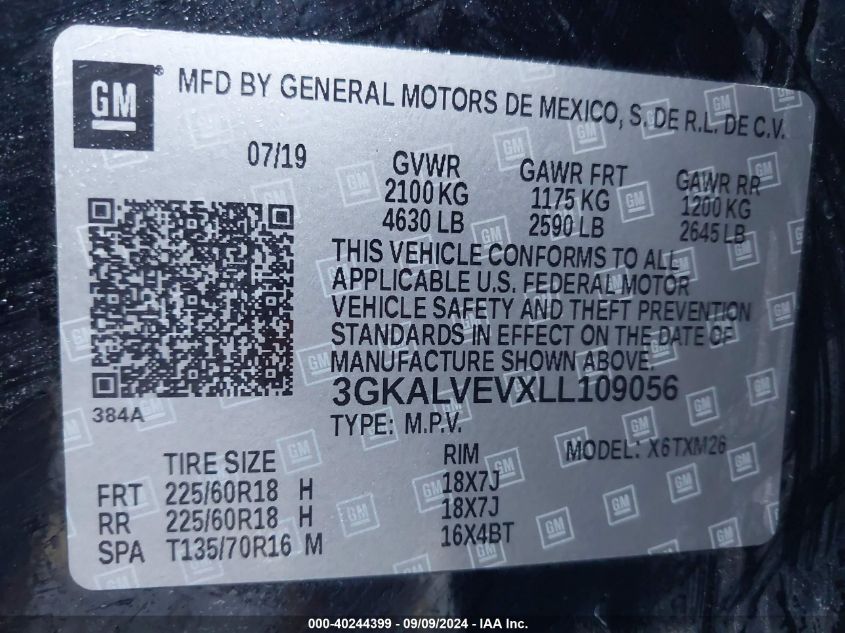 GM
MFD BY GENERAL MOTORS DE MEXICO, S. DE R.L. DE C.V.
07/19
GVWR GAWR FRT GAWR RR
2100 KG 1175 KG 1200 KG
4630 LB 2590 LB 2645 LB
THIS VEHICLE CONFORMS TO ALL
APPLICABLE U.S. FEDERAL MOTOR
VEHICLE SAFETY AND THEFT PREVENTION
STANDARDS IN EFFECT ON THE DATE OF
MANUFACTURE SHOWN ABOVE
384A
3GKALVEVXLL109056
TYPE: M.P.V.
MODEL: X6TXM26
TIRE SIZE RIM
FRT 225/60R18 H 18X7J
RR 225/60R18 H 18X7J
SPA T135/70R16 M 16X4BT
000-40244399 - 09/09/2024 - IAA Inc.